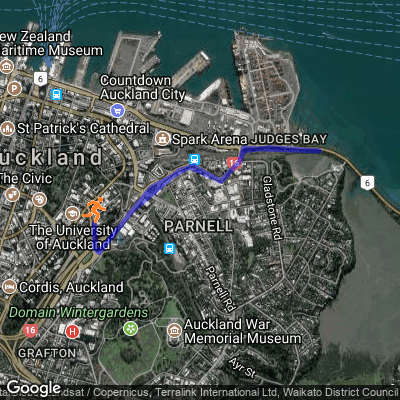 New Zealand
Maritime Museum
6
P
Countdown
Auckland City
St Patrick's Cathedral
Spark Arena
JUDGES BAY
Auckland
The Civic
16
Gladstone Rd
6
The University
of Auckland
PARNELL
Cordis, Auckland
Parnell Rd
Domain Wintergardens
16
H
Auckland War
Memorial Museum
GRAFTON
Ayr St
Google
dsat / Copernicus, Terralink International Ltd, Waikato District Council